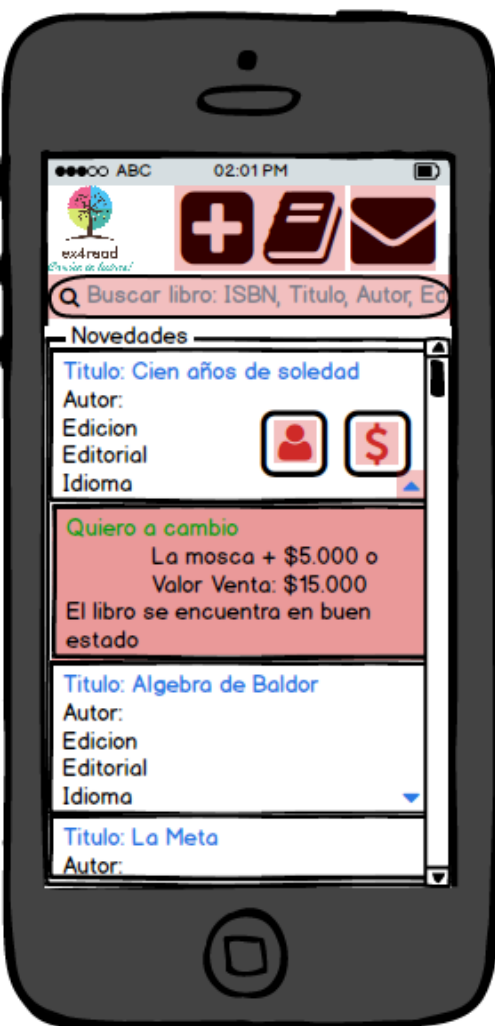 ABC 02:01 PM
ex4read
Buscar libro: ISBN, Titulo, Autor, Ec
Novedades
Titulo: Cien años de soledad
Autor:
Edicion
Editorial
Idioma
$
Quiero a cambio
La mosca + $5.000 o
Valor Venta: $15.000
El libro se encuentra en buen
estado
Titulo: Algebra de Baldor
Autor:
Edicion
Editorial
Idioma
Titulo: La Meta
Autor: